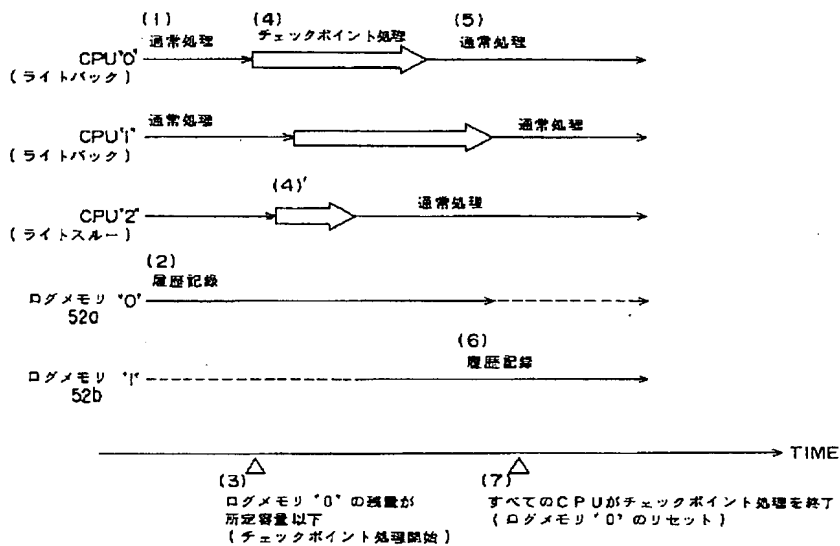 (1)
通常処理
(4)
チェックポイント処理
(5)
通常処理
CPU"0"
(ライトバック)
通常処理
通常処理
CPU"1"
(ライトバック)
(4)'
通常処理
CPU"2"
(ライトスルー)
(2)
履歴記録
ログメモリ "0"
52a
(6)
履歴記録
ログメモリ "1"
52b
TIME
(3)
ログメモリ "0" の残量が
所定容量以下
(チェックポイント処理開始)
(7)
すべてのCPUがチェックポイント処理を終了
(ログメモリ "0" のリセット)